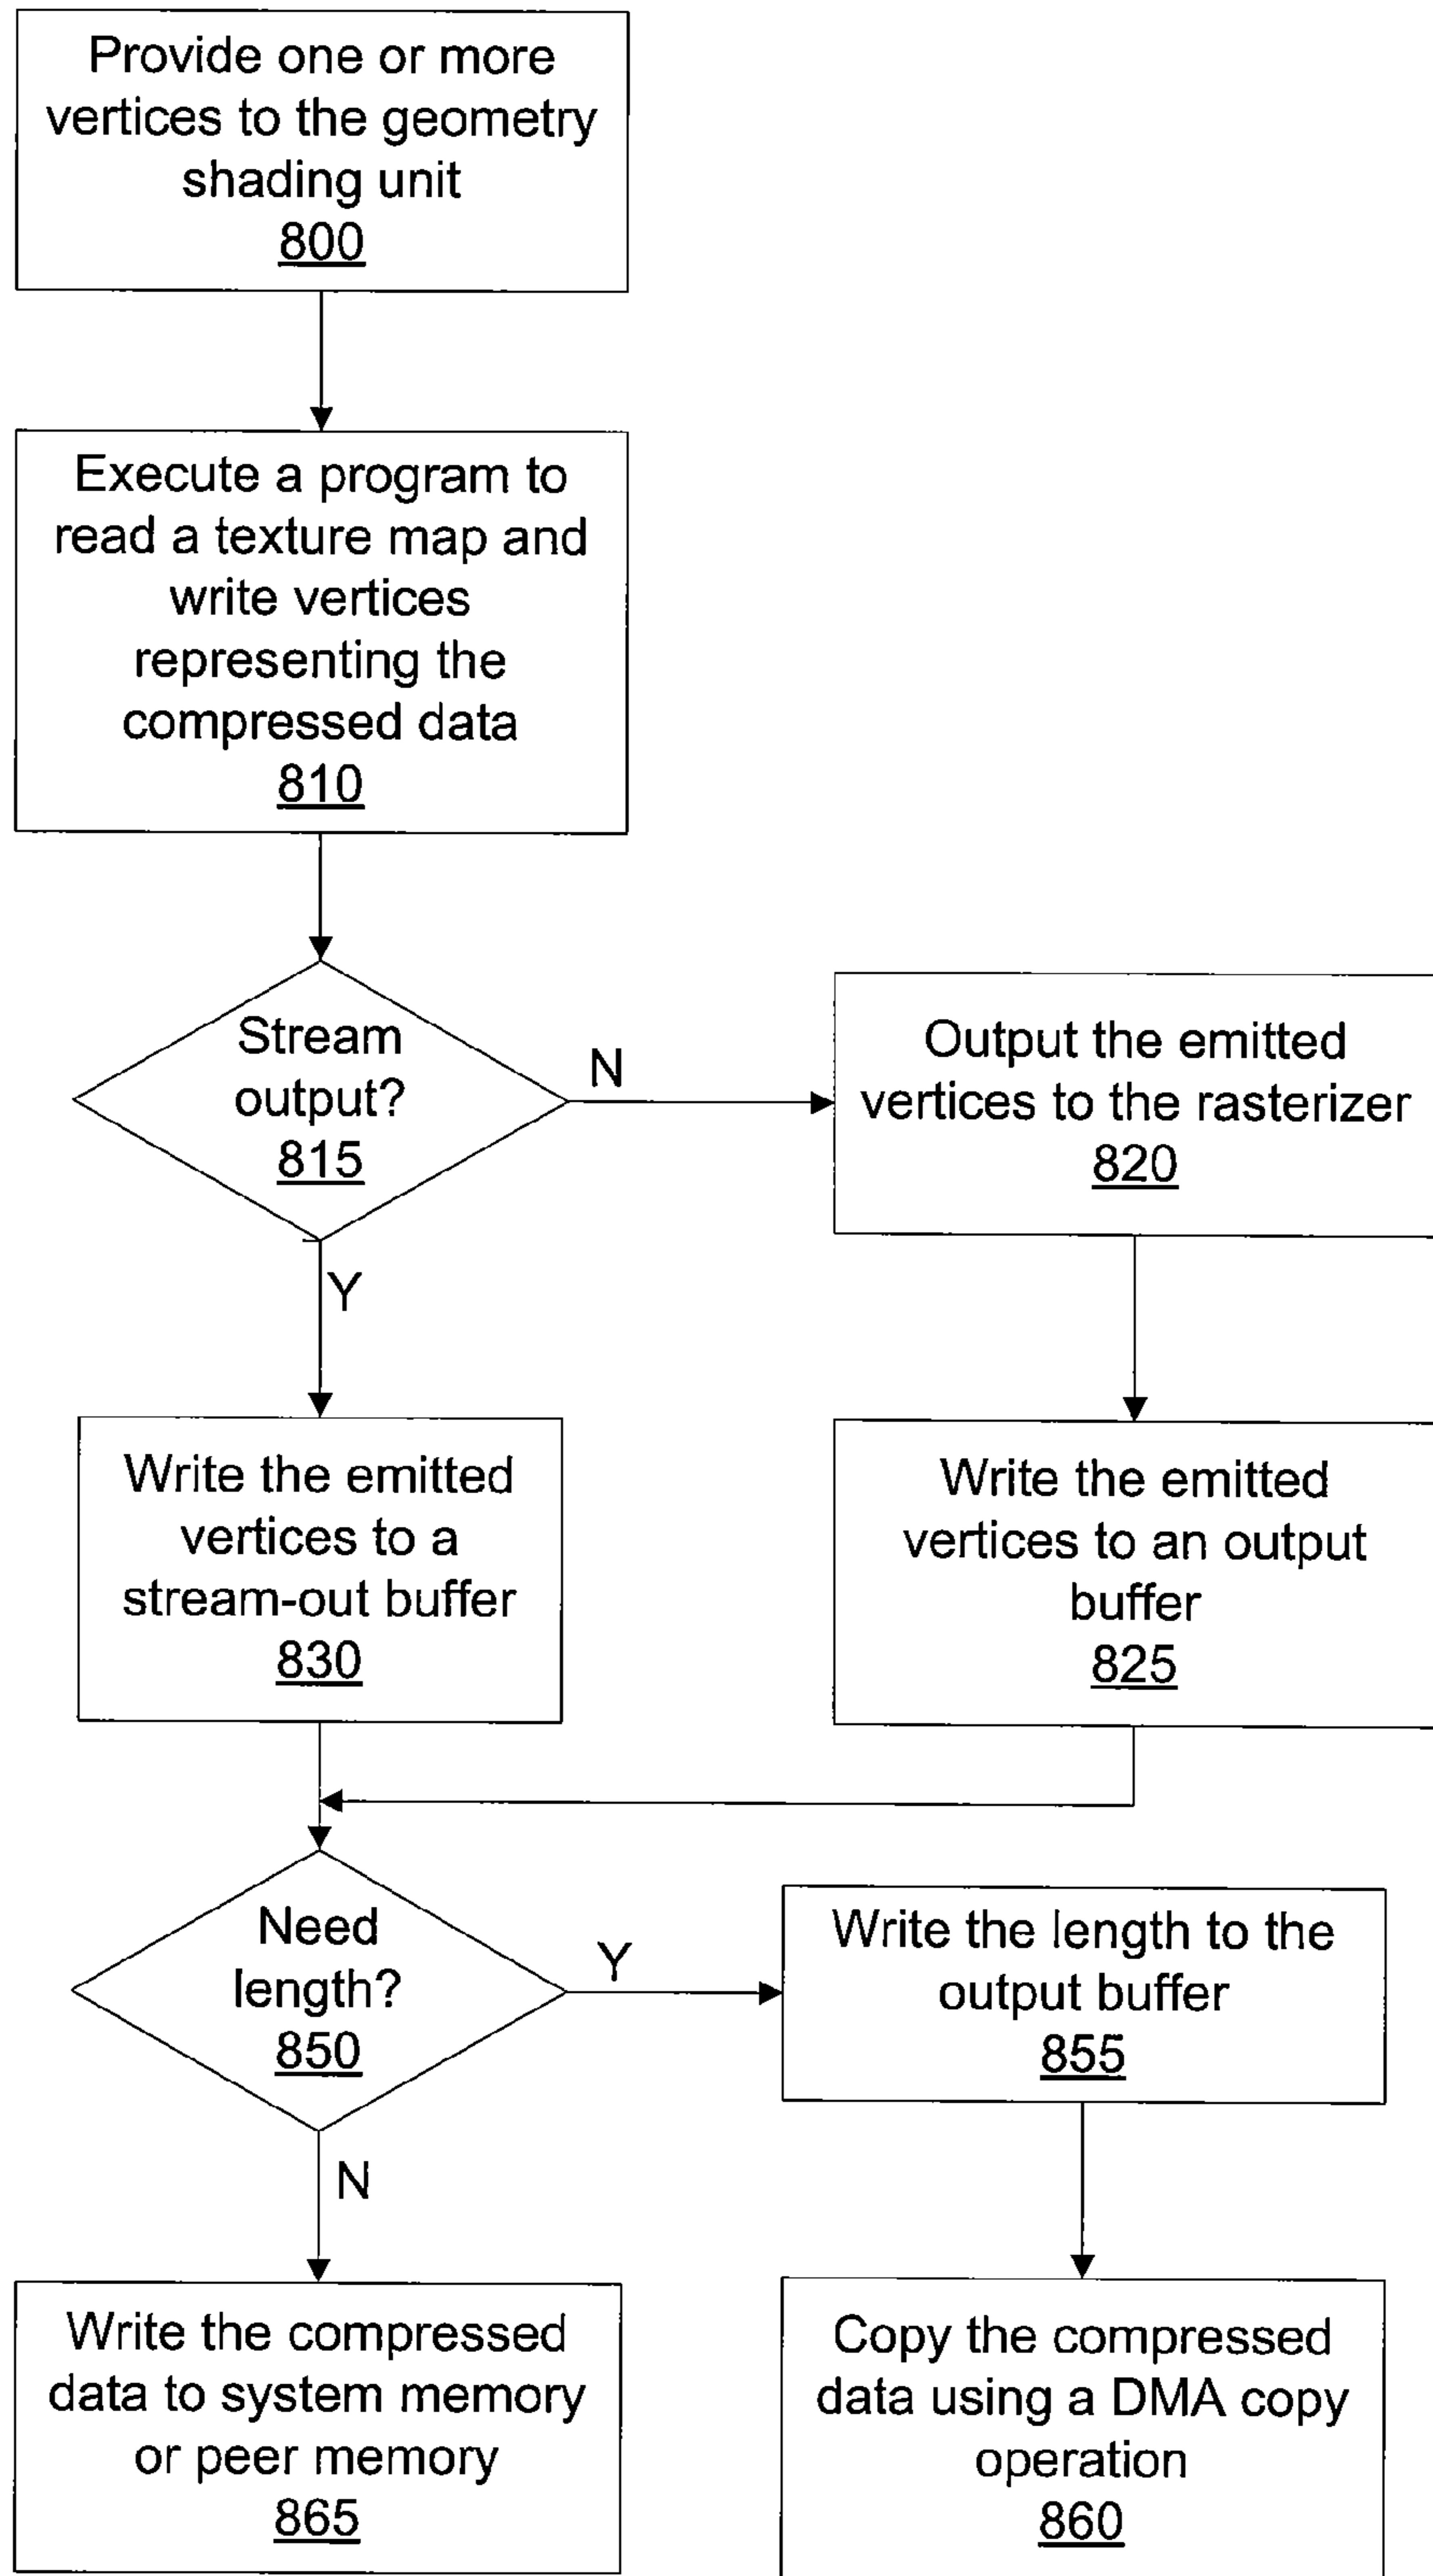 Provide one or more
vertices to the geometry
shading unit
800
Execute a program to
read a texture map and
write vertices
representing the
compressed data
810
Stream
output?
815
N
Output the emitted
vertices to the rasterizer
820
Y
Write the emitted
vertices to a
stream-out buffer
830
Write the emitted
vertices to an output
buffer
825
Need
length?
850
Y
Write the length to the
output buffer
855
N
Write the compressed
data to system memory
or peer memory
865
Copy the compressed
data using a DMA copy
operation
860